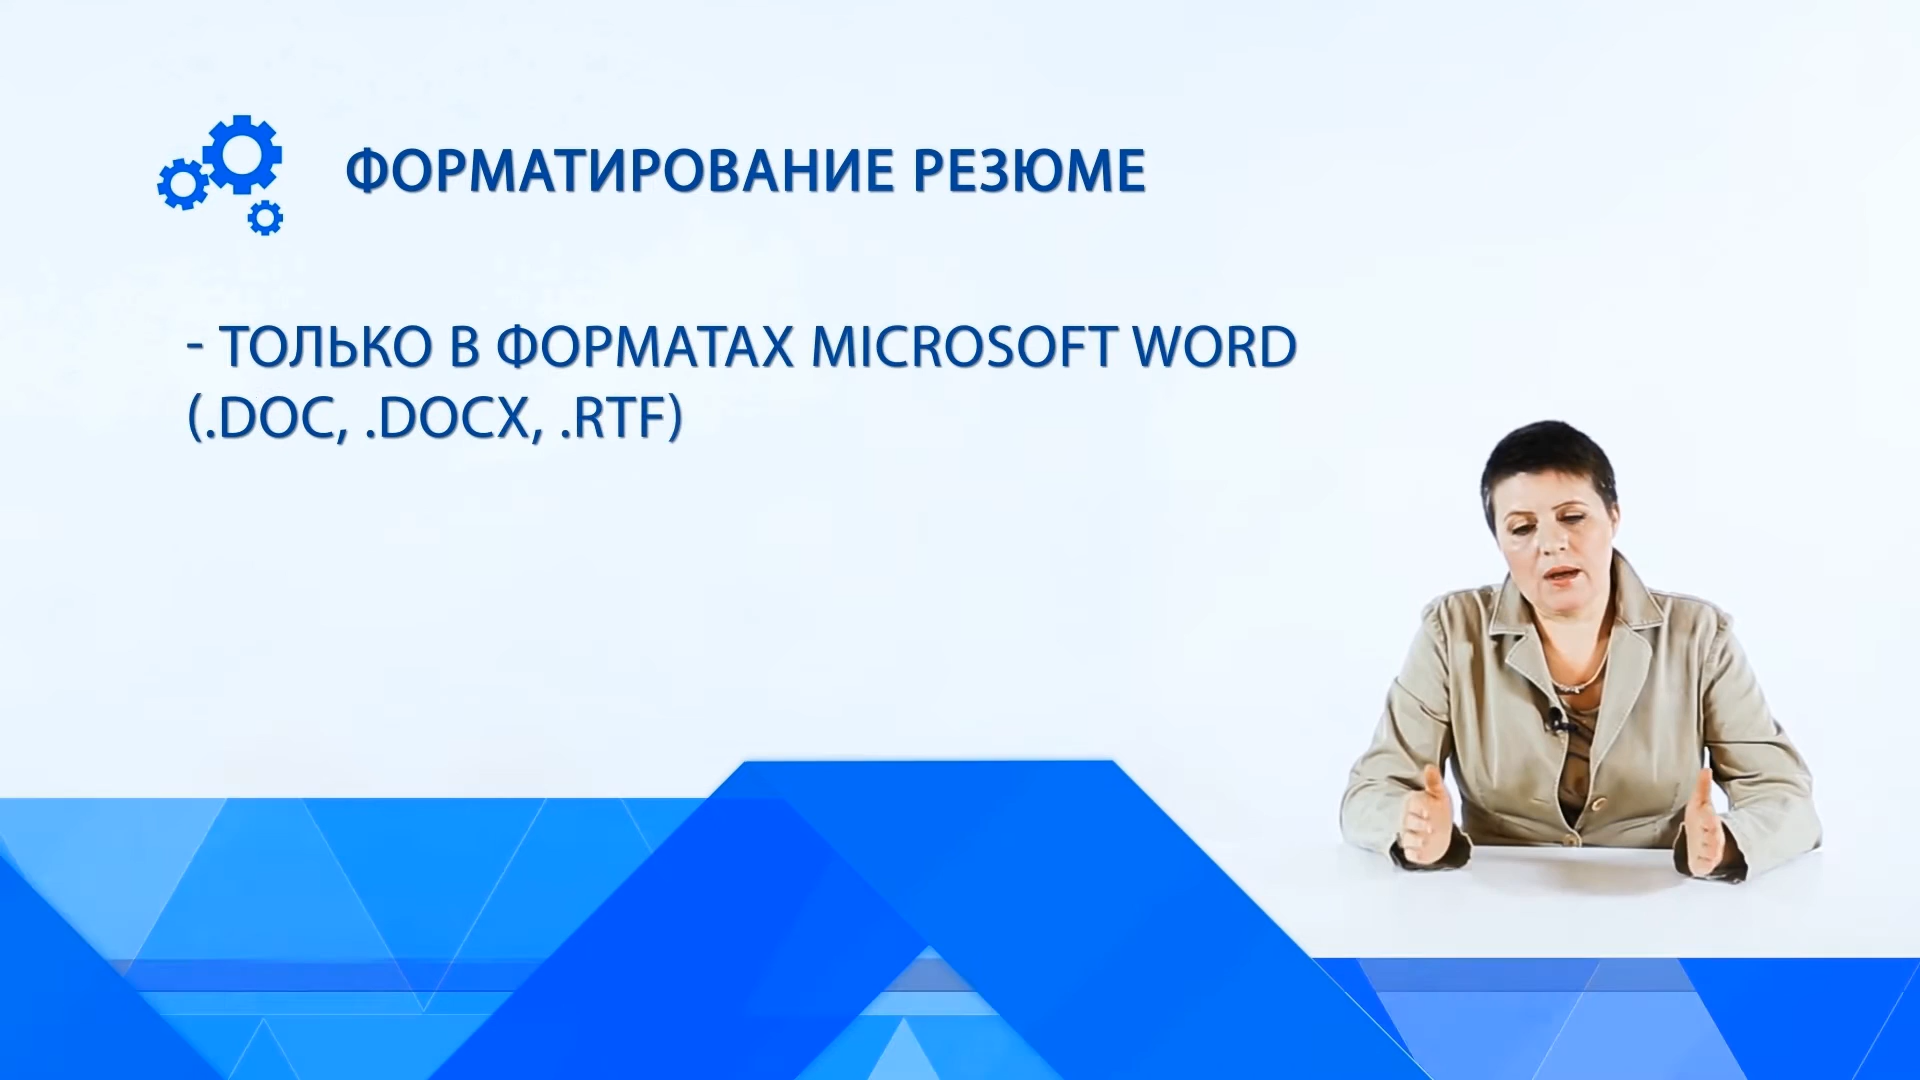 ФОРМАТИРОВАНИЕ РЕЗЮМЕ
- ТОЛЬКО В ФОРМАТАХ MICROSOFT WORD
(.DOC, .DOCX, .RTF)